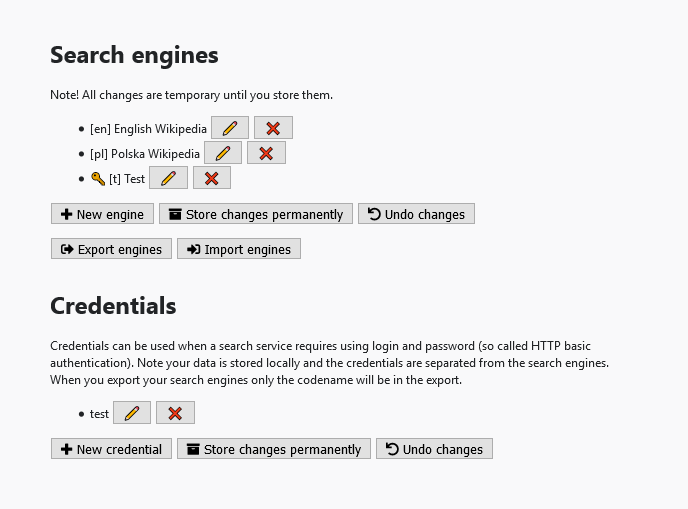 Search engines
Note! All changes are temporary until you store them.
[en] English Wikipedia
[pl] Polska Wikipedia
[t] Test
New engine Store changes permanently Undo changes
Export engines Import engines
Credentials
Credentials can be used when a search service requires using login and password (so called HTTP basic
authentication). Note your data is stored locally and the credentials are separated from the search engines.
When you export your search engines only the codename will be in the export.
test
New credential Store changes permanently Undo changes